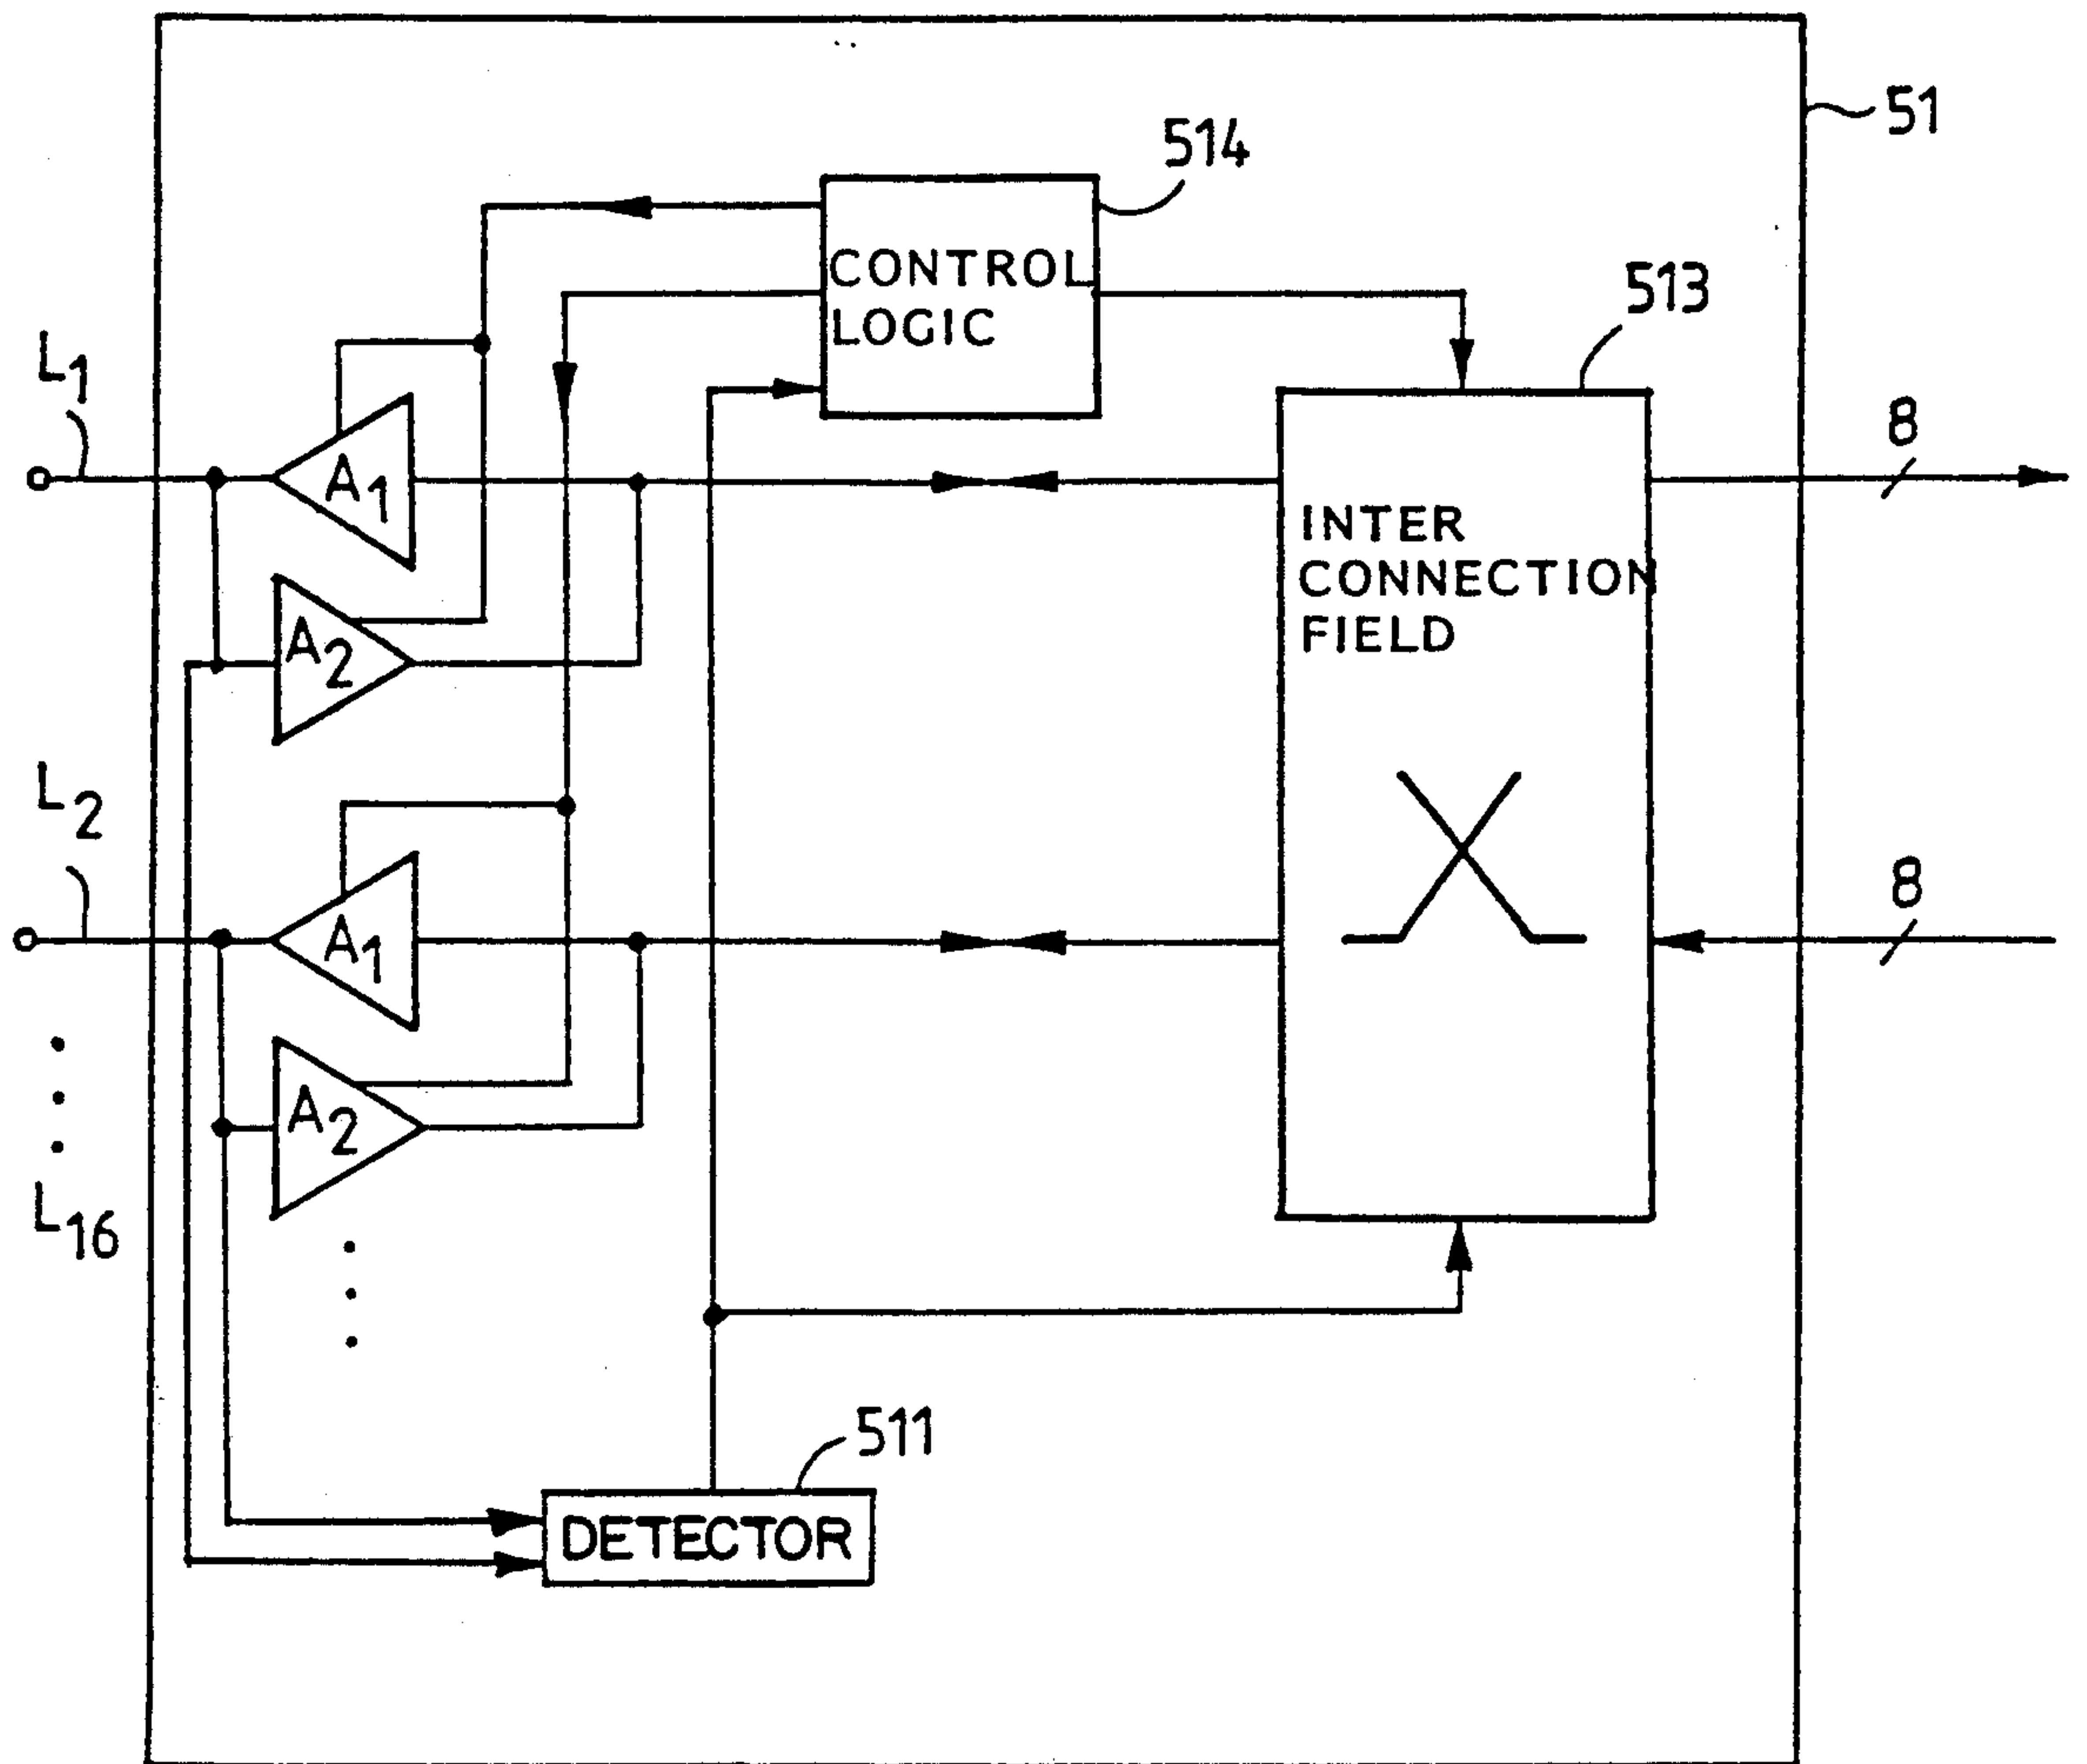 51
514
CONTROL
LOGIC
513
L1
8
A1
INTER
CONNECTION
FIELD
A2
L2
8
A1
A2
L16
511
DETECTOR